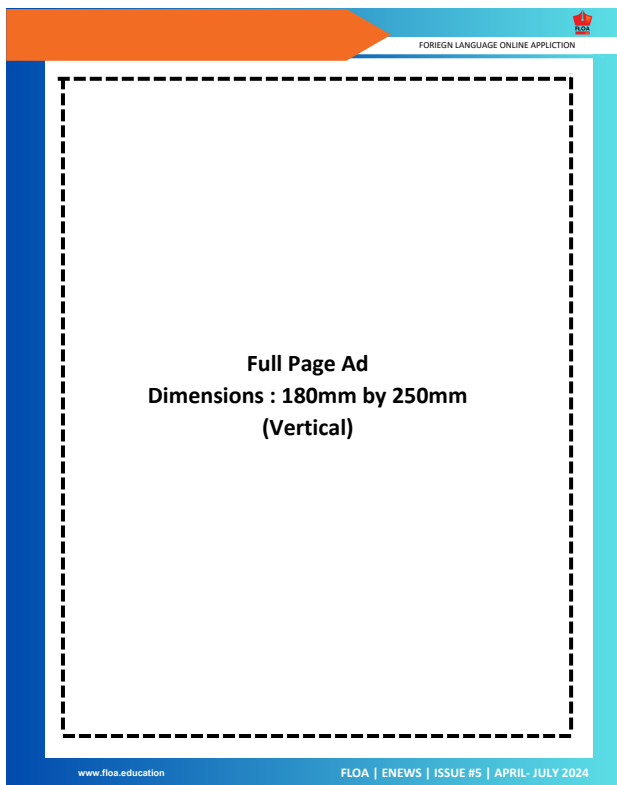 FLOA
FORIEGN LANGUAGE ONLINE APPLICTION
Full Page Ad
Dimensions : 180mm by 250mm
(Vertical)
www.floa.education
FLOA | ENEWS | ISSUE #5 | APRIL- JULY 2024